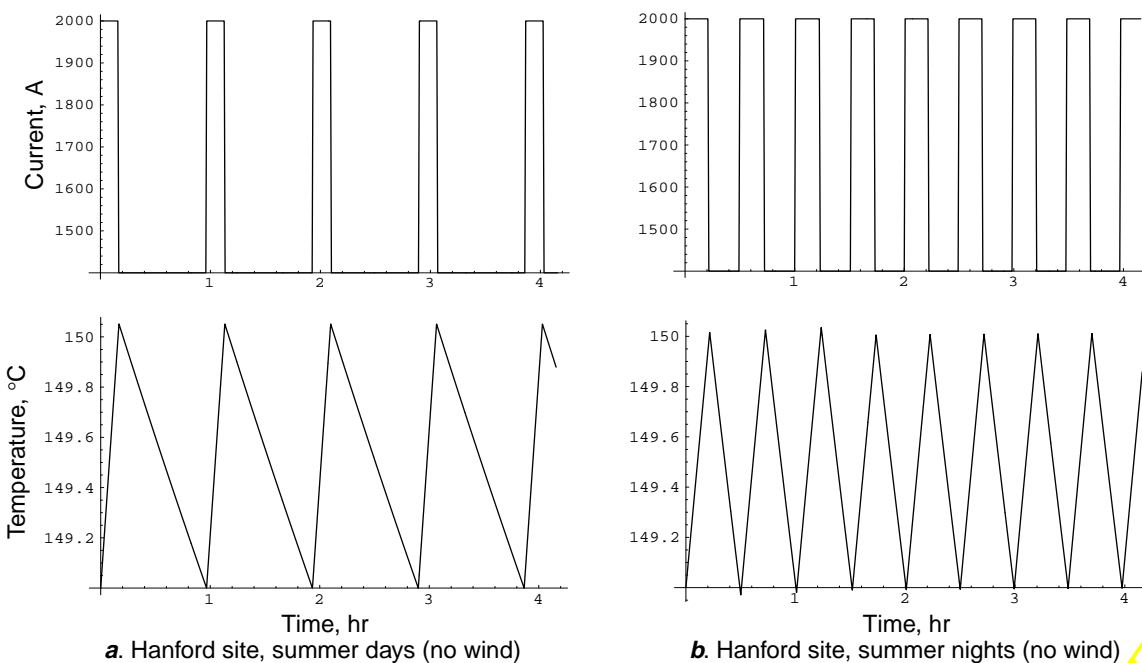 2000
1900
1800
1700
1600
1500
Current, A
1 2 3 4
2000
1900
1800
1700
1600
1500
1 2 3 4
150
149.8
149.6
149.4
149.2
Temperature, °C
1 2 3 4
Time, hr
a. Hanford site, summer days (no wind)
150
149.8
149.6
149.4
149.2
1 2 3 4
Time, hr
b. Hanford site, summer nights (no wind)